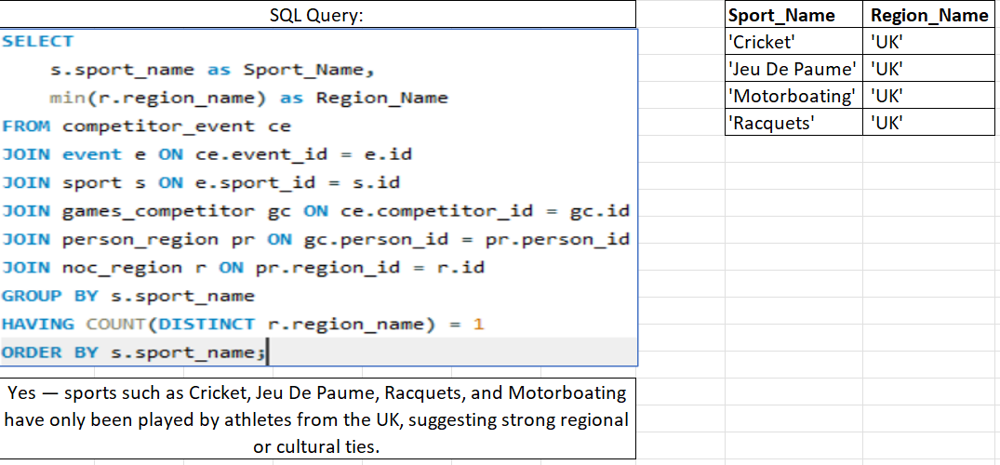 SQL Query:
SELECT
s.sport_name as Sport_Name,
min(r.region_name) as Region_Name
FROM competitor_event ce
JOIN event e ON ce.event_id = e.id
JOIN sport s ON e.sport_id = s.id
JOIN games_competitor gc ON ce.competitor_id = gc.id
JOIN person_region pr ON gc.person_id = pr.person_id
JOIN noc_region r ON pr.region_id = r.id
GROUP BY s.sport_name
HAVING COUNT(DISTINCT r.region_name) = 1
ORDER BY s.sport_name;
Yes — sports such as Cricket, Jeu De Paume, Racquets, and Motorboating
have only been played by athletes from the UK, suggesting strong regional
or cultural ties.
Sport_Name Region_Name
'Cricket' 'UK'
'Jeu De Paume' 'UK'
'Motorboating' 'UK'
'Racquets' 'UK'